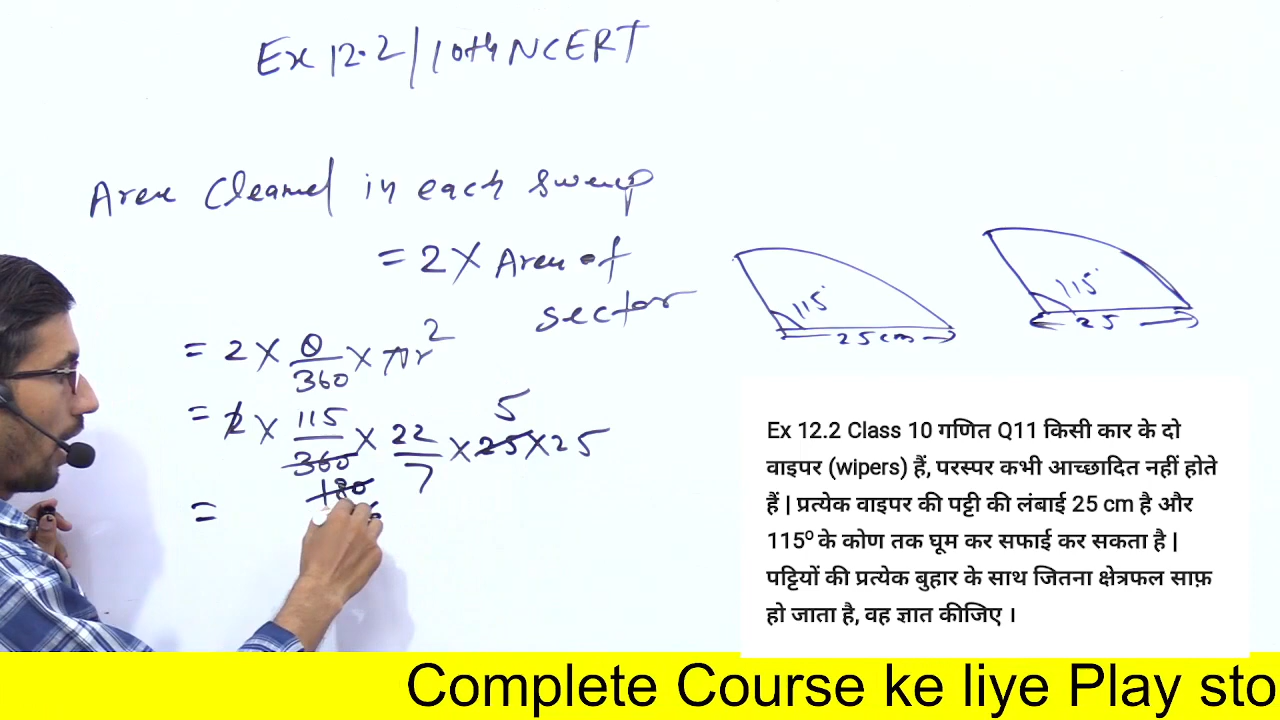 Ex 12.2 / 10th NCERT
Area Cleaned in each sweep
= 2 × Area of
sector
= 2 × θ/360 × πr²
= 2 × 115/360 × 22/7 × 25 × 25
5
180
=
115°
25cm
115°
25
Ex 12.2 Class 10 गणित Q11 किसी कार के दो
वाइपर (wipers) हैं, परस्पर कभी आच्छादित नहीं होते
हैं | प्रत्येक वाइपर की पट्टी की लंबाई 25 cm है और
115⁰ के कोण तक घूम कर सफाई कर सकता है |
पट्टियों की प्रत्येक बुहार के साथ जितना क्षेत्रफल साफ़
हो जाता है, वह ज्ञात कीजिए ।
Complete Course ke liye Play sto